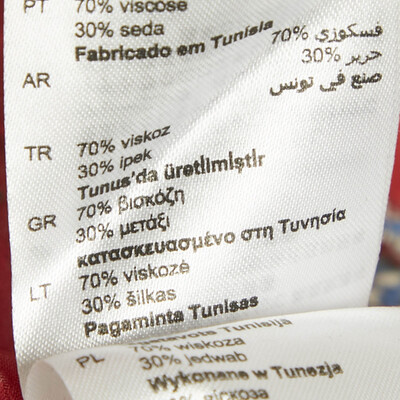 PT 70% viscose
30% seda
Fabricado em Tunisia
AR 70% فسكوزي
30% حرير
صنع في تونس
TR 70% viskoz
30% ipek
Tunus'da üretilmiştir
GR 70% βισκόζη
30% μετάξι
κατασκευασμένο στη Τυνησία
LT 70% viskozė
30% šilkas
Pagaminta Tunisas
Tunisija
PL 30% jedwab
Wykonane w Tunezja